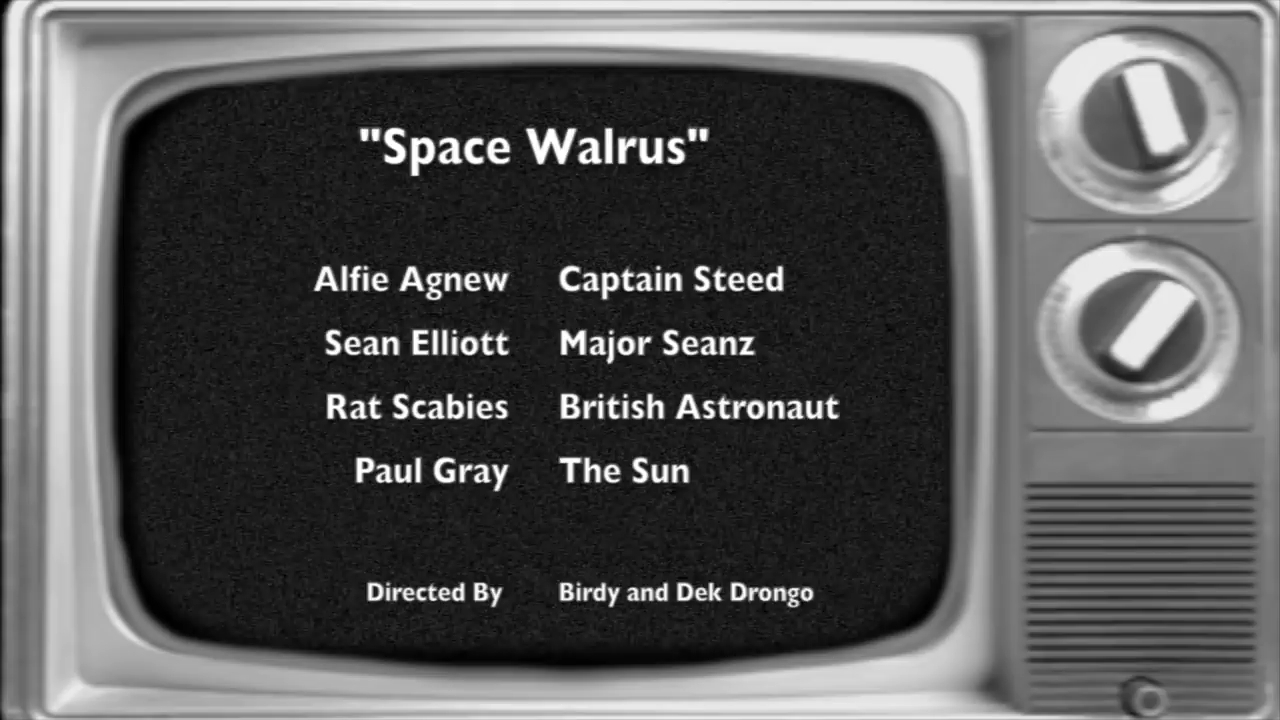 "Space Walrus"
Alfie Agnew Captain Steed
Sean Elliott Major Seanz
Rat Scabies British Astronaut
Paul Gray The Sun
Directed By Birdy and Dek Drongo